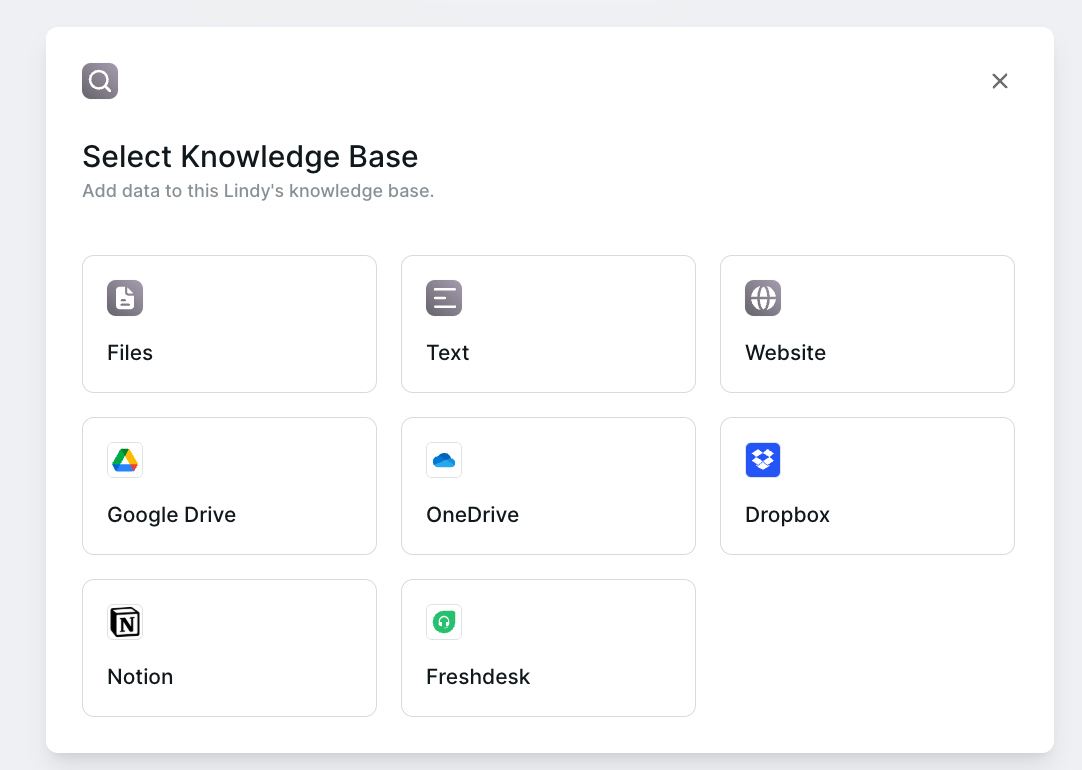 Select Knowledge Base
Add data to this Lindy's knowledge base.
Files
Text
Website
Google Drive
OneDrive
Dropbox
Notion
Freshdesk